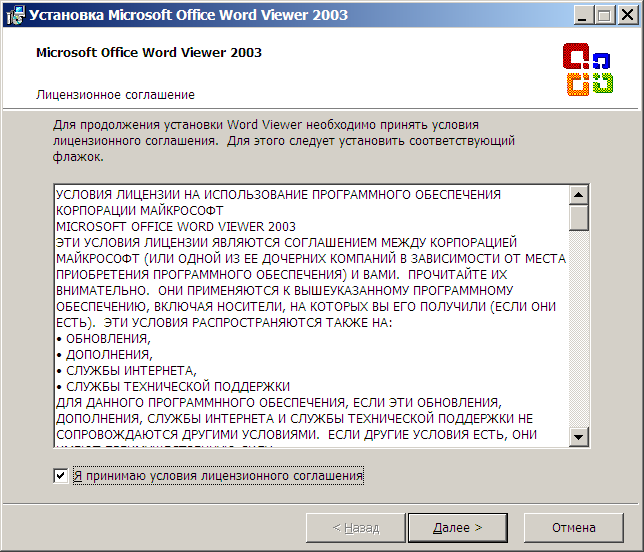 Установка Microsoft Office Word Viewer 2003
Microsoft Office Word Viewer 2003
Лицензионное соглашение
Для продолжения установки Word Viewer необходимо принять условия
лицензионного соглашения.  Для этого следует установить соответствующий
флажок.
УСЛОВИЯ ЛИЦЕНЗИИ НА ИСПОЛЬЗОВАНИЕ ПРОГРАММНОГО ОБЕСПЕЧЕНИЯ
КОРПОРАЦИИ МАЙКРОСОФТ
MICROSOFT OFFICE WORD VIEWER 2003
ЭТИ УСЛОВИЯ ЛИЦЕНЗИИ ЯВЛЯЮТСЯ СОГЛАШЕНИЕМ МЕЖДУ КОРПОРАЦИЕЙ
МАЙКРОСОФТ (ИЛИ ОДНОЙ ИЗ ЕЕ ДОЧЕРНИХ КОМПАНИЙ В ЗАВИСИМОСТИ ОТ МЕСТА
ПРИОБРЕТЕНИЯ ПРОГРАММНОГО ОБЕСПЕЧЕНИЯ) И ВАМИ.  ПРОЧИТАЙТЕ ИХ
ВНИМАТЕЛЬНО.  ОНИ ПРИМЕНЯЮТСЯ К ВЫШЕУКАЗАННОМУ ПРОГРАММНОМУ
ОБЕСПЕЧЕНИЮ, ВКЛЮЧАЯ НОСИТЕЛИ, НА КОТОРЫХ ВЫ ЕГО ПОЛУЧИЛИ (ЕСЛИ ОНИ
ЕСТЬ).  ЭТИ УСЛОВИЯ РАСПРОСТРАНЯЮТСЯ ТАКЖЕ НА:
• ОБНОВЛЕНИЯ,
• ДОПОЛНЕНИЯ,
• СЛУЖБЫ ИНТЕРНЕТА,
• СЛУЖБЫ ТЕХНИЧЕСКОЙ ПОДДЕРЖКИ
ДЛЯ ДАННОГО ПРОГРАММННОГО ОБЕСПЕЧЕНИЯ, ЕСЛИ ЭТИ ОБНОВЛЕНИЯ,
ДОПОЛНЕНИЯ, СЛУЖБЫ ИНТЕРНЕТА И СЛУЖБЫ ТЕХНИЧЕСКОЙ ПОДДЕРЖКИ НЕ
СОПРОВОЖДАЮТСЯ ДРУГИМИ УСЛОВИЯМИ.  ЕСЛИ ДРУГИЕ УСЛОВИЯ ЕСТЬ, ОНИ
Я принимаю условия лицензионного соглашения
< Назад
Далее >
Отмена